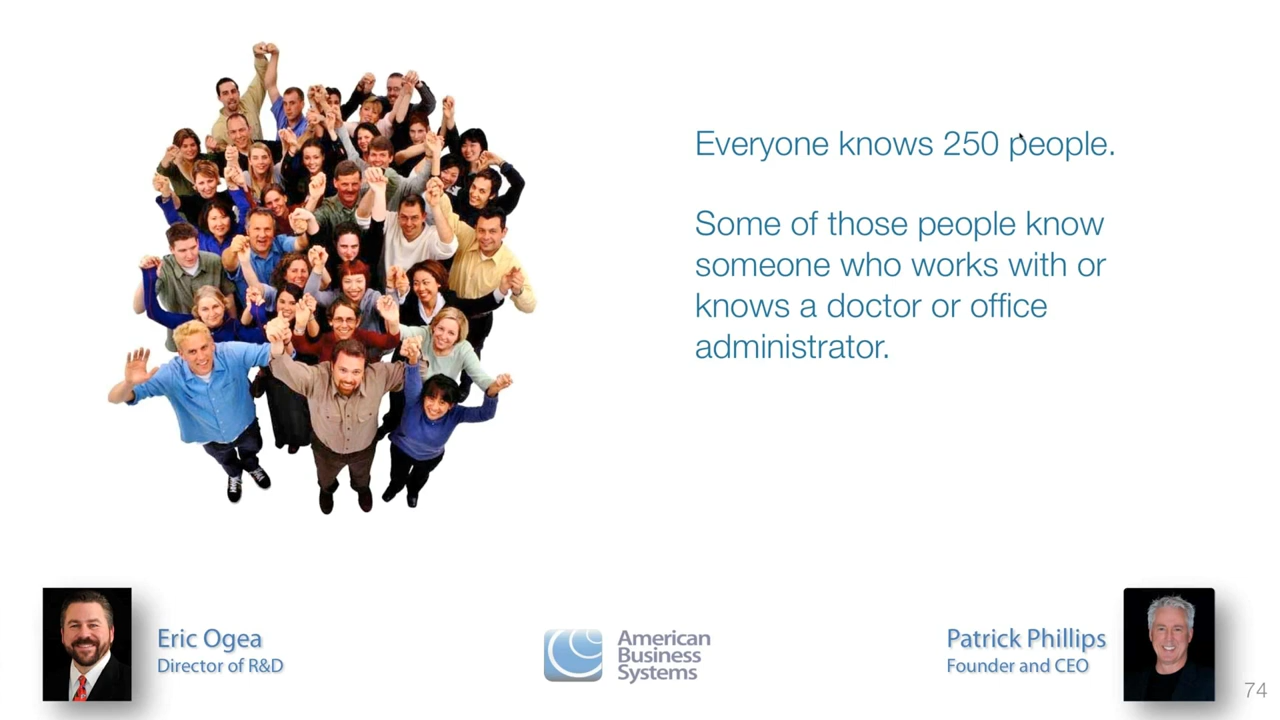 Everyone knows 250 people.
Some of those people know
someone who works with or
knows a doctor or office
administrator.
Eric Ogea
Director of R&D
American
Business
Systems
Patrick Phillips
Founder and CEO
74